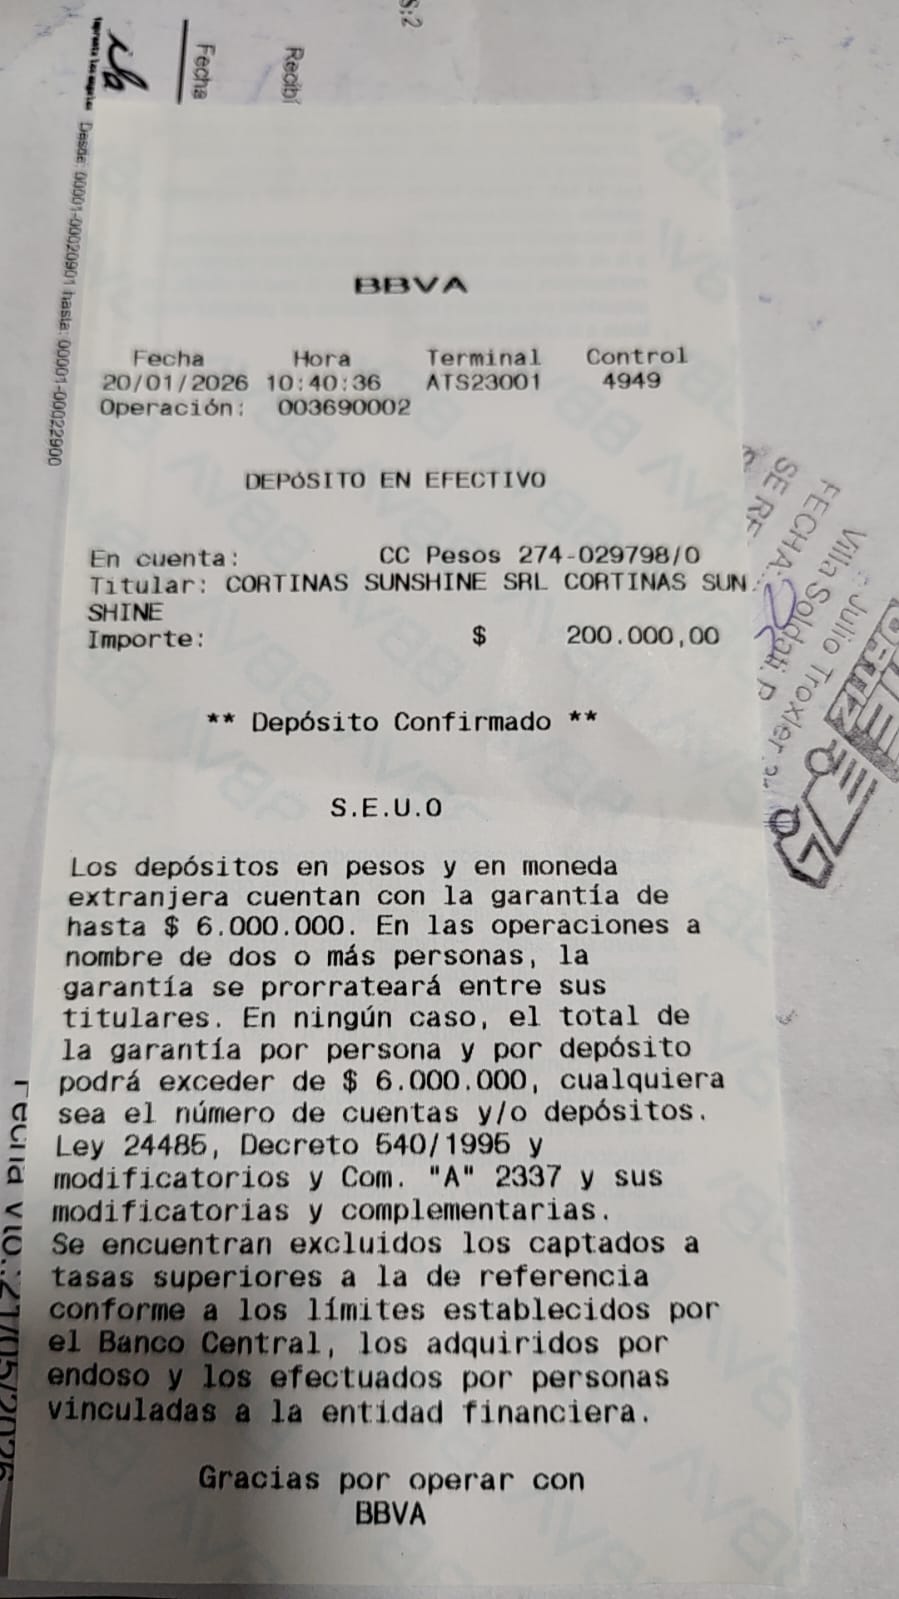 S:2
Recibí
Fecha
Desde: 00001-00020901 hasta: 00001-00022900
BBVA
Fecha Hora Terminal Control
20/01/2026 10:40:36 ATS23001 4949
Operación: 003690002
DEPóSITO EN EFECTIVO
En cuenta: CC Pesos 274-029798/0
Titular: CORTINAS SUNSHINE SRL CORTINAS SUN
SHINE
Importe: $ 200.000,00
** Depósito Confirmado **
S.E.U.O
Los depósitos en pesos y en moneda
extranjera cuentan con la garantía de
hasta $ 6.000.000. En las operaciones a
nombre de dos o más personas, la
garantía se prorrateará entre sus
titulares. En ningún caso, el total de
la garantía por persona y por depósito
podrá exceder de $ 6.000.000, cualquiera
sea el número de cuentas y/o depósitos.
Ley 24485, Decreto 540/1995 y
modificatorios y Com. "A" 2337 y sus
modificatorias y complementarias.
Se encuentran excluidos los captados a
tasas superiores a la de referencia
conforme a los límites establecidos por
el Banco Central, los adquiridos por
endoso y los efectuados por personas
vinculadas a la entidad financiera.
Gracias por operar con
BBVA
Julio Troxler
Villa Soldati
FECHA:
SE RE
Fecha Vto.: 21/05/2026